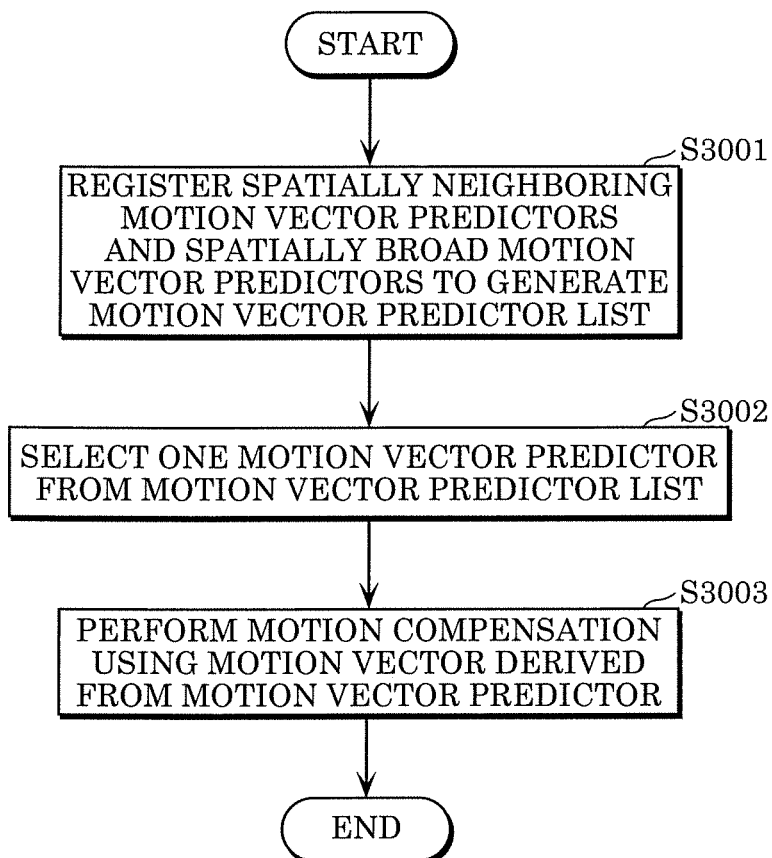 START
S3001
REGISTER SPATIALLY NEIGHBORING
MOTION VECTOR PREDICTORS
AND SPATIALLY BROAD MOTION
VECTOR PREDICTORS TO GENERATE
MOTION VECTOR PREDICTOR LIST
S3002
SELECT ONE MOTION VECTOR PREDICTOR
FROM MOTION VECTOR PREDICTOR LIST
S3003
PERFORM MOTION COMPENSATION
USING MOTION VECTOR DERIVED
FROM MOTION VECTOR PREDICTOR
END